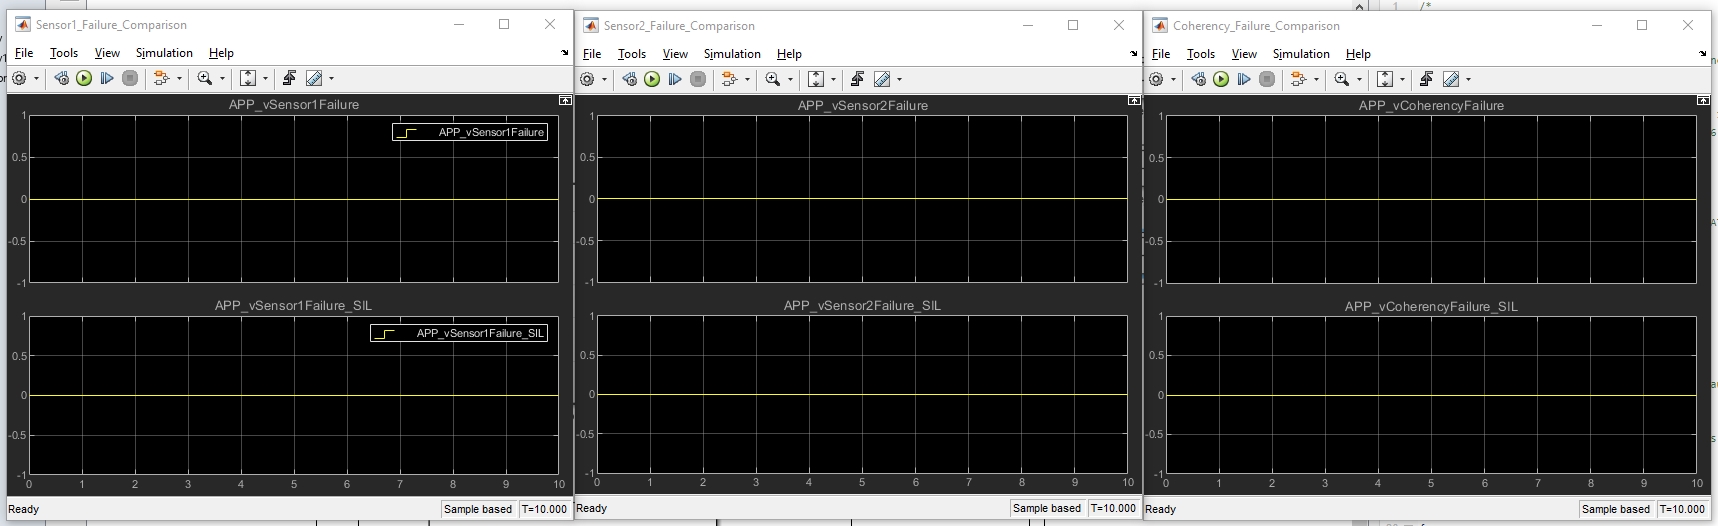 Sensor1_Failure_Comparison
File Tools View Simulation Help
APP_vSensor1Failure
APP_vSensor1Failure
1
0.5
0
-0.5
-1
APP_vSensor1Failure_SIL
APP_vSensor1Failure_SIL
1
0.5
0
-0.5
-1
0 1 2 3 4 5 6 7 8 9 10
Ready Sample based T=10.000
Sensor2_Failure_Comparison
File Tools View Simulation Help
APP_vSensor2Failure
1
0.5
0
-0.5
-1
APP_vSensor2Failure_SIL
1
0.5
0
-0.5
-1
0 1 2 3 4 5 6 7 8 9 10
Ready Sample based T=10.000
Coherency_Failure_Comparison
File Tools View Simulation Help
APP_vCoherencyFailure
1
0.5
0
-0.5
-1
APP_vCoherencyFailure_SIL
1
0.5
0
-0.5
-1
0 1 2 3 4 5 6 7 8 9 10
Ready Sample based T=10.000
1 /*